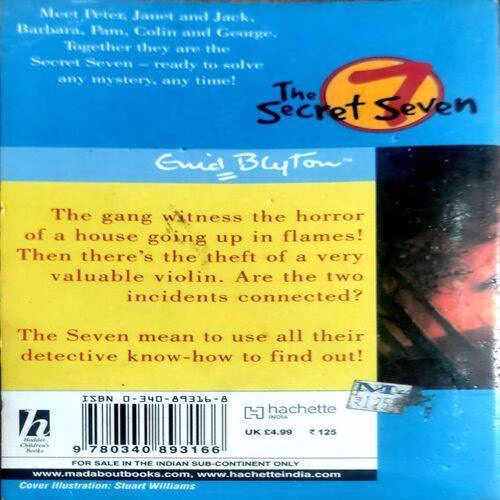 Meet Peter, Janet and Jack,
Barbara, Pam, Colin and George.
Together they are the
Secret Seven – ready to solve
any mystery, any time!
The 7
Secret Seven
Enid Blyton™
The gang witness the horror
of a house going up in flames!
Then there's the theft of a very
valuable violin. Are the two
incidents connected?
The Seven mean to use all their
detective know-how to find out!
ISBN 0-340-89316-8
9 780340 893166
h
Hodder
Children's
Books
hachette
INDIA
UK £4.99 ₹ 125
FOR SALE IN THE INDIAN SUB-CONTINENT ONLY
www.madaboutbooks.com, www.hachetteindia.com
Cover Illustration: Stuart Williams